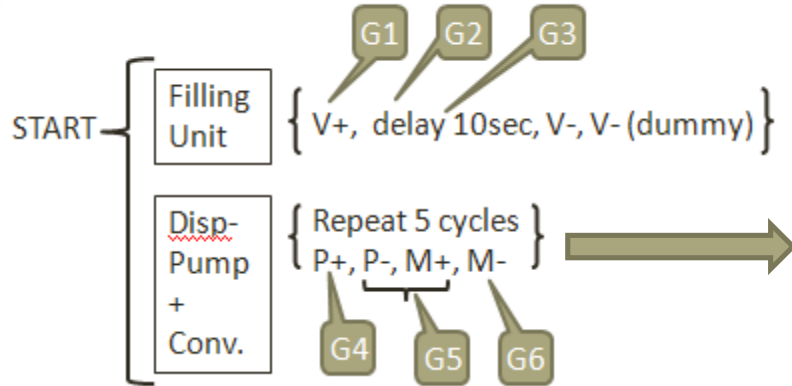 G1 G2 G3
START
Filling
Unit
V+, delay 10sec, V-, V- (dummy)
Disp-
Pump
+
Conv.
Repeat 5 cycles
P+, P-, M+, M-
G4 G5 G6